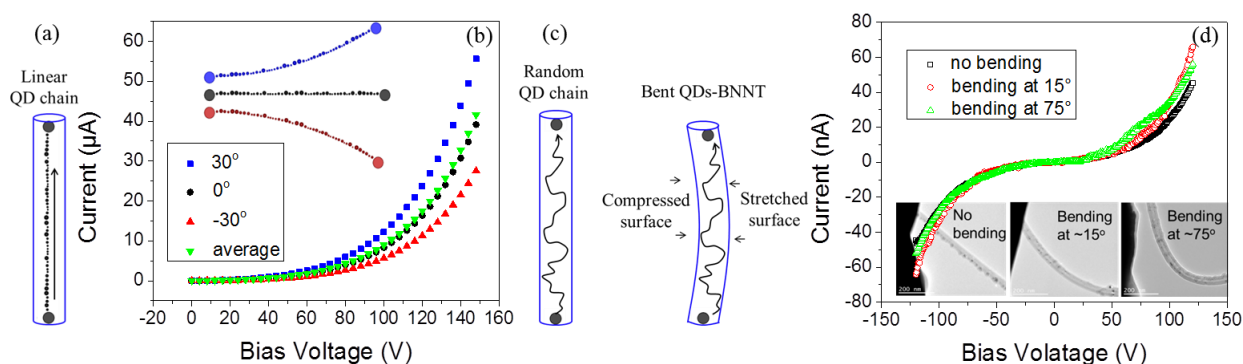 (a)
Linear
QD chain
(b)
Current (µA)
60
50
40
30
20
10
0
30°
0°
-30°
average
-20
0
20
40
60
80
100
120
140
160
Bias Voltage (V)
(c)
Random
QD chain
Bent QDs-BNNT
Compressed
surface
Stretched
surface
(d)
Current (nA)
80
60
40
20
0
-20
-40
-60
-80
no bending
bending at 15°
bending at 75°
No
bending
200 nm
Bending
at ~15°
200 nm
Bending
at ~75°
200 nm
-150
-100
-50
0
50
100
150
Bias Volatage (V)